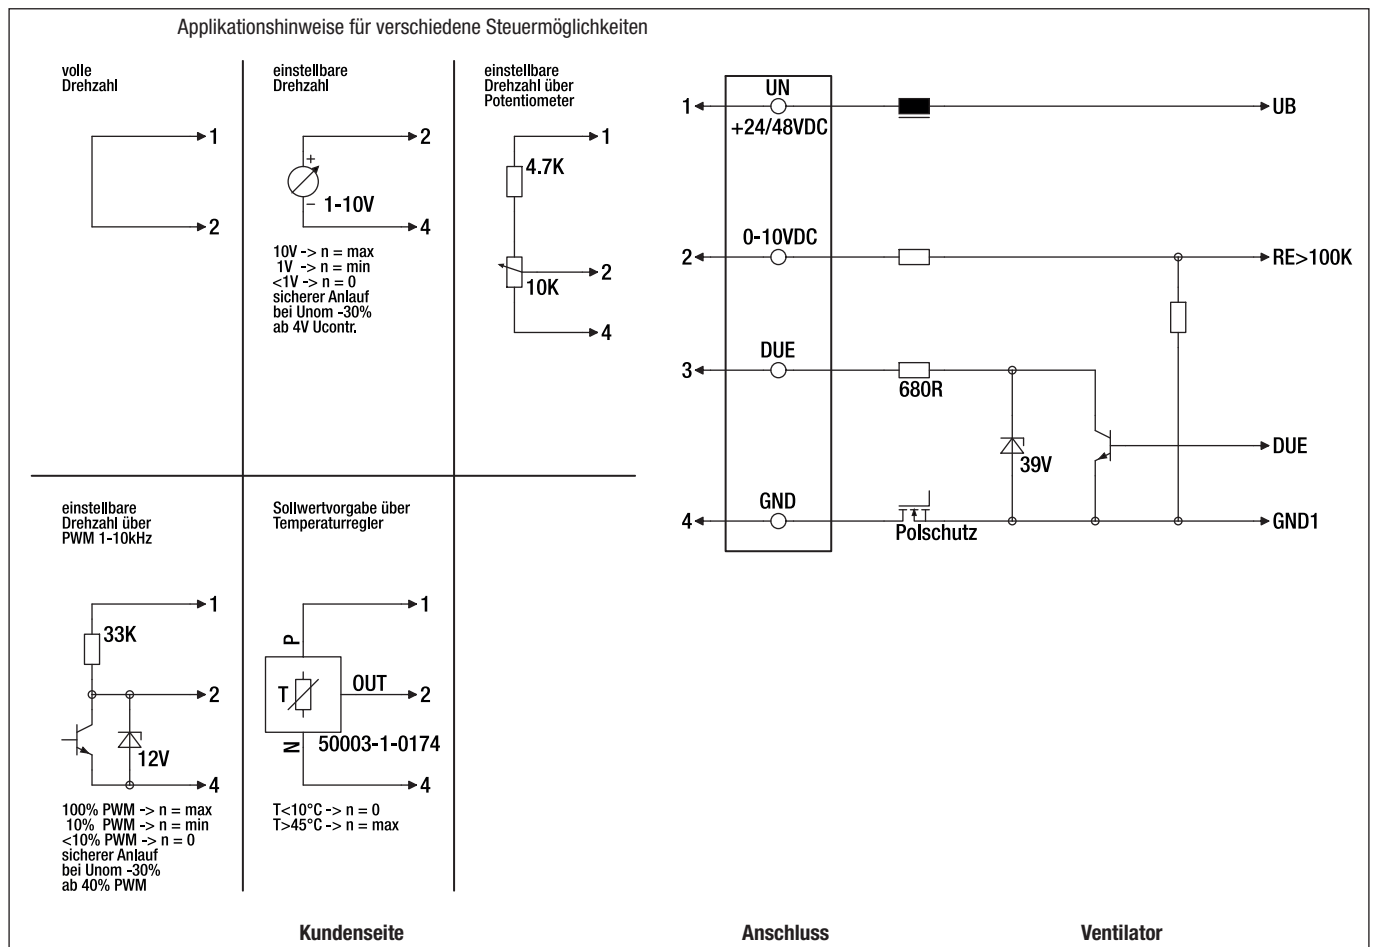 Applikationshinweise für verschiedene Steuermöglichkeiten
volle
Drehzahl
1
2
einstellbare
Drehzahl
2
+
1-10V
–
4
10V -> n = max
1V -> n = min
<1V -> n = 0
sicherer Anlauf
bei Unom -30%
ab 4V Ucontr.
einstellbare
Drehzahl über
Potentiometer
1
4.7K
2
10K
4
einstellbare
Drehzahl über
PWM 1-10kHz
1
33K
2
12V
4
100% PWM -> n = max
10% PWM -> n = min
<10% PWM -> n = 0
sicherer Anlauf
bei Unom -30%
ab 40% PWM
Sollwertvorgabe über
Temperaturregler
1
P
T
OUT
2
N
50003-1-0174
4
T<10°C -> n = 0
T>45°C -> n = max
1
UN
+24/48VDC
UB
2
0-10VDC
RE>100K
3
DUE
680R
39V
DUE
4
GND
Polschutz
GND1
Kundenseite
Anschluss
Ventilator